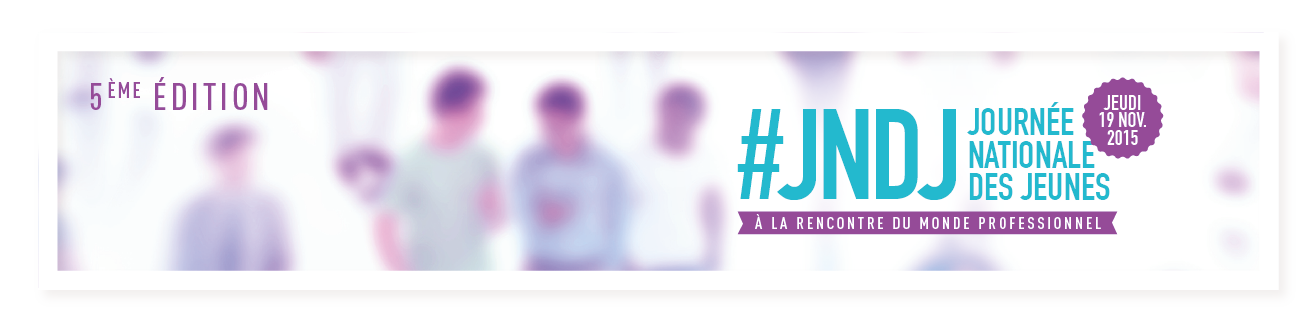 5ÈME ÉDITION
#JNDJ
JOURNÉE
NATIONALE
DES JEUNES
JEUDI
19 NOV.
2015
À LA RENCONTRE DU MONDE PROFESSIONNEL